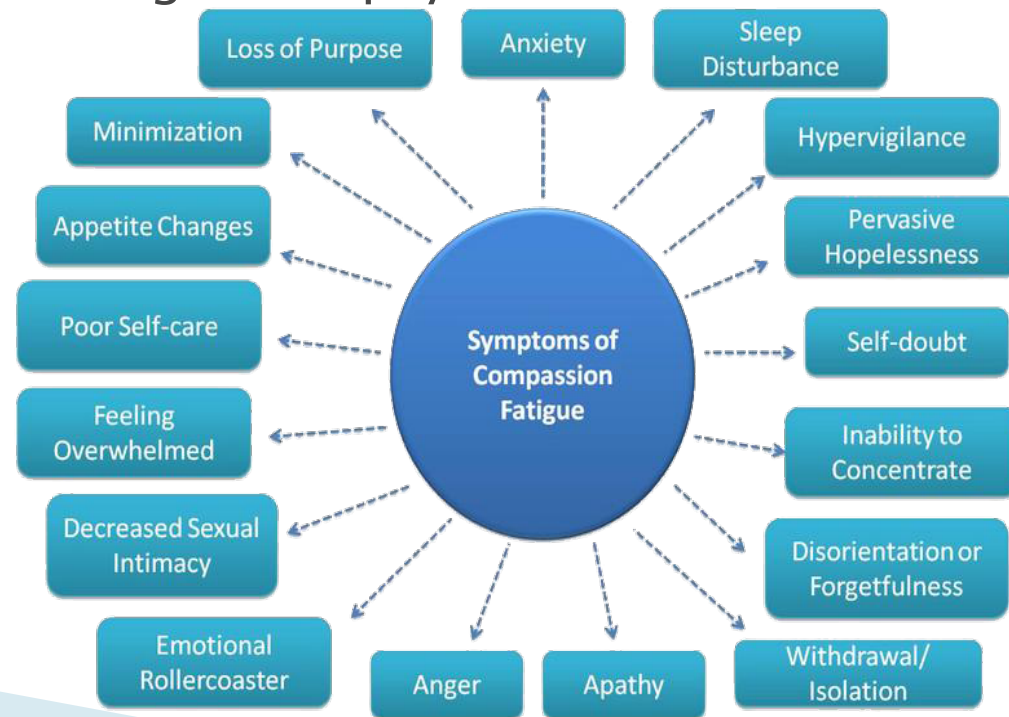 Loss of Purpose
Anxiety
Sleep
Disturbance
Minimization
Hypervigilance
Appetite Changes
Pervasive
Hopelessness
Poor Self-care
Symptoms of
Compassion
Fatigue
Self-doubt
Feeling
Overwhelmed
Inability to
Concentrate
Decreased Sexual
Intimacy
Disorientation or
Forgetfulness
Emotional
Rollercoaster
Anger
Apathy
Withdrawal/
Isolation